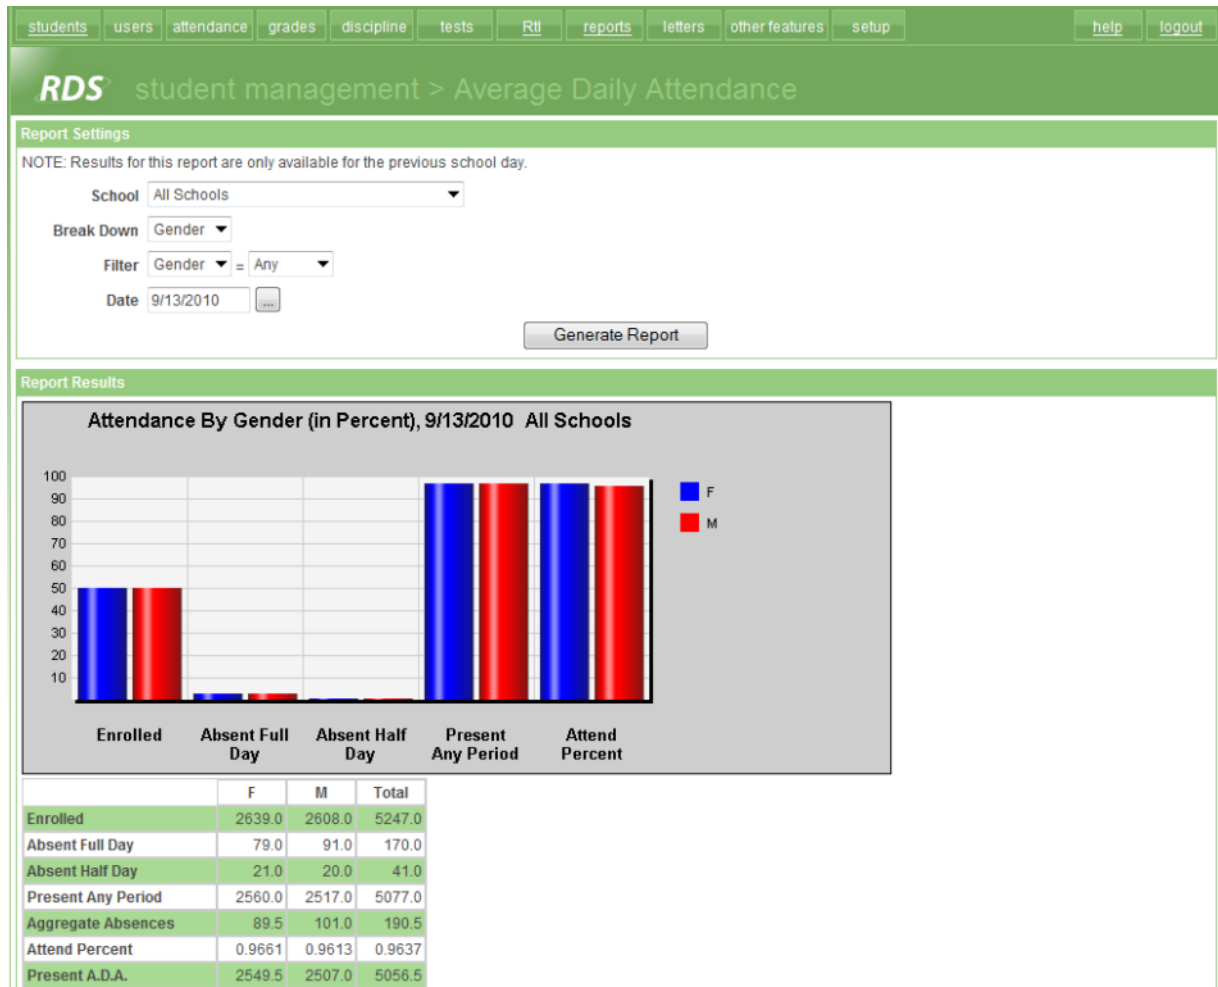 students users attendance grades discipline tests RtI reports letters other features setup help logout
RDS student management > Average Daily Attendance
Report Settings
NOTE: Results for this report are only available for the previous school day.
School All Schools
Break Down Gender
Filter Gender = Any
Date 9/13/2010 ...
Generate Report
Report Results
Attendance By Gender (in Percent), 9/13/2010 All Schools
100
90
80
70
60
50
40
30
20
10
F
M
Enrolled Absent Full Day Absent Half Day Present Any Period Attend Percent
F M Total
Enrolled 2639.0 2608.0 5247.0
Absent Full Day 79.0 91.0 170.0
Absent Half Day 21.0 20.0 41.0
Present Any Period 2560.0 2517.0 5077.0
Aggregate Absences 89.5 101.0 190.5
Attend Percent 0.9661 0.9613 0.9637
Present A.D.A. 2549.5 2507.0 5056.5